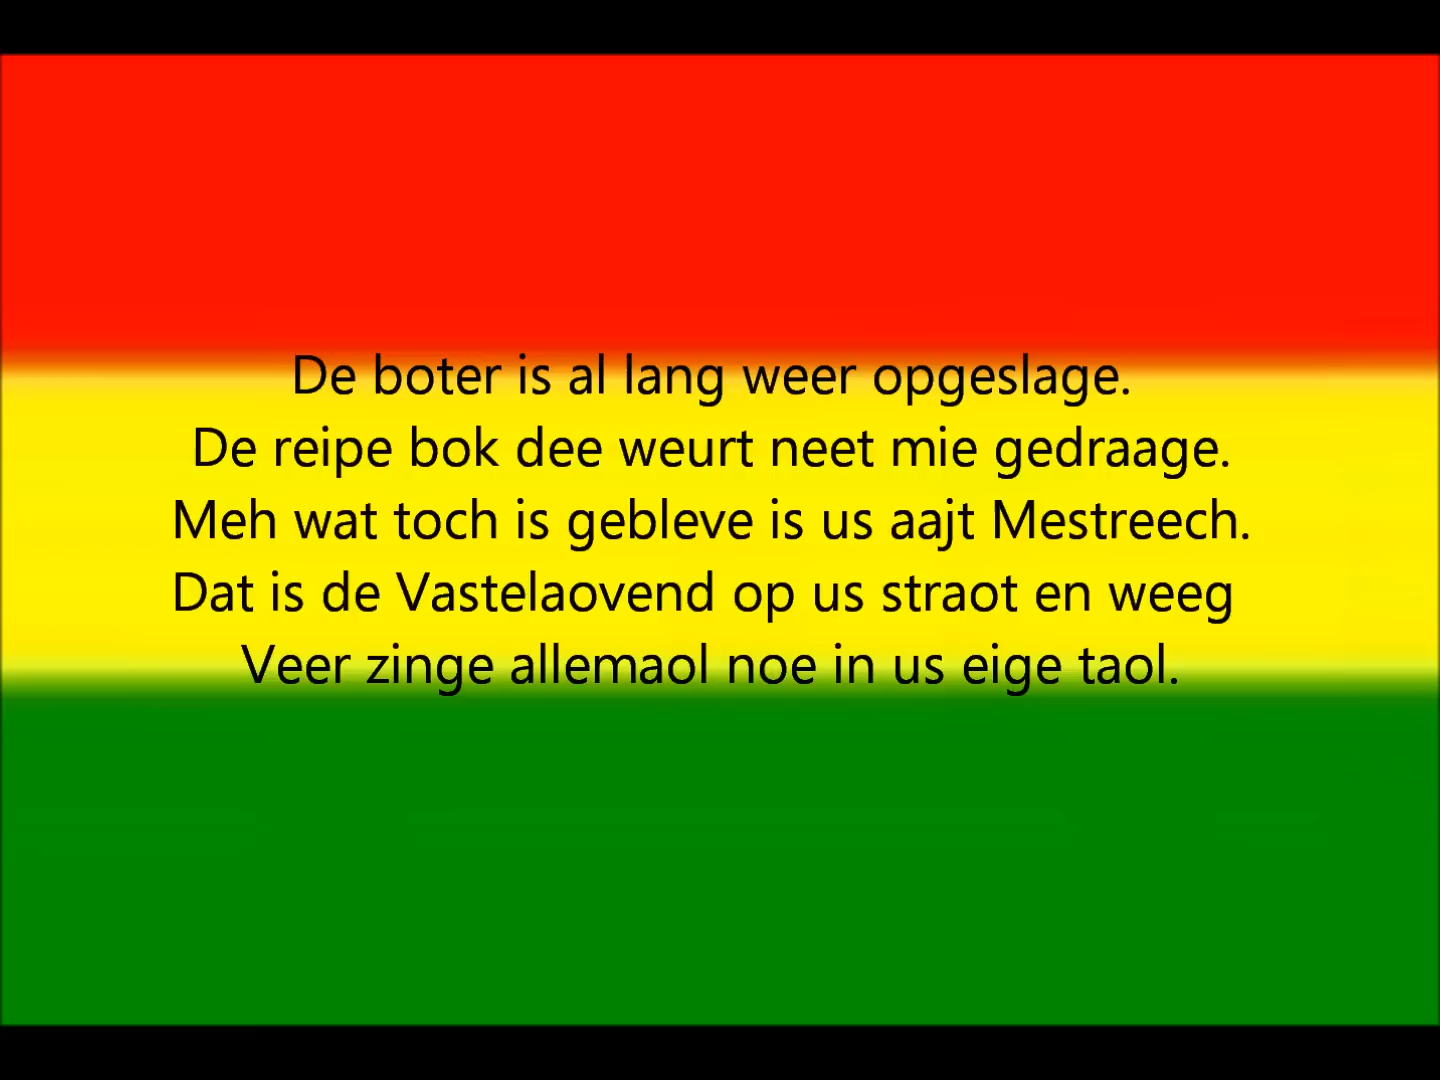 De boter is al lang weer opgeslage.
De reipe bok dee weurt neet mie gedraage.
Meh wat toch is gebleve is us aajt Mestreech.
Dat is de Vastelaovend op us straot en weeg
Veer zinge allemaol noe in us eige taol.